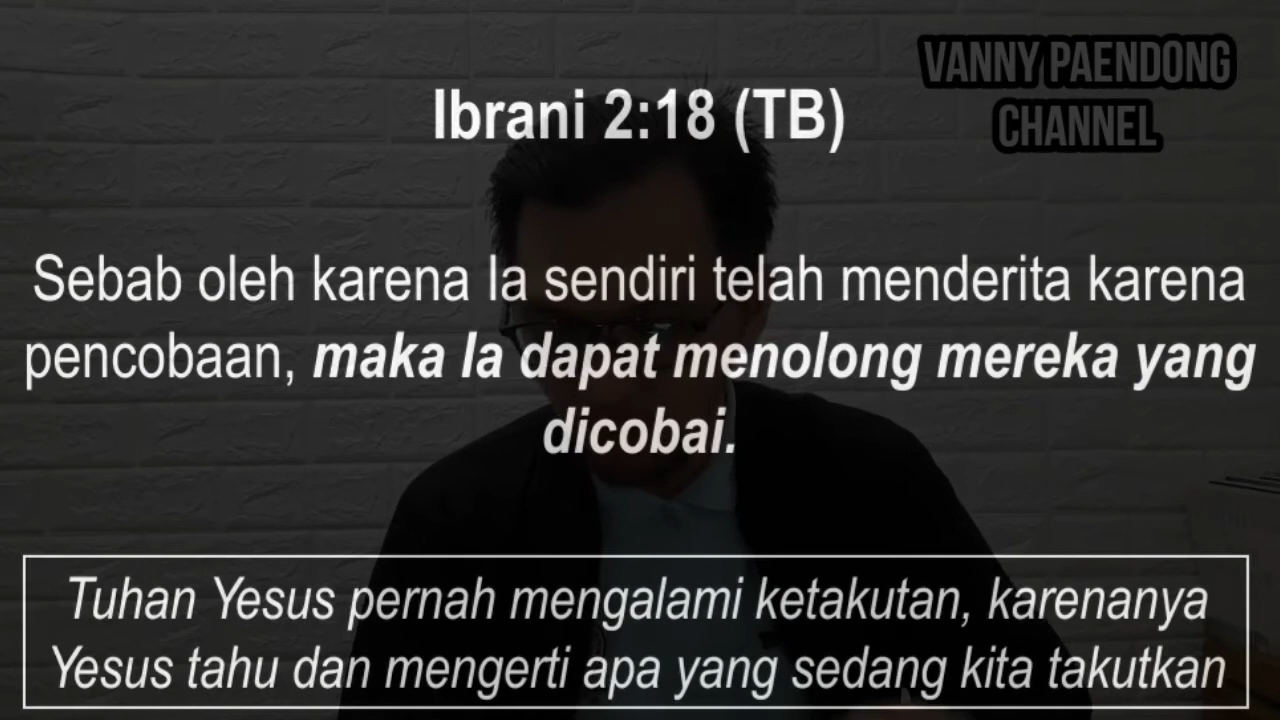 VANNY PAENDONG
CHANNEL
Ibrani 2:18 (TB)
Sebab oleh karena Ia sendiri telah menderita karena
pencobaan, maka Ia dapat menolong mereka yang
dicobai.
Tuhan Yesus pernah mengalami ketakutan, karenanya
Yesus tahu dan mengerti apa yang sedang kita takutkan